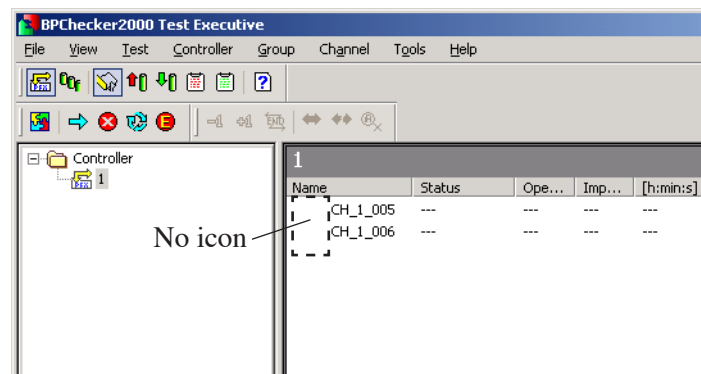 BPChecker2000 Test Executive
File View Test Controller Group Channel Tools Help
Controller
1
1
Name Status Ope... Imp... [h:min:s]
CH_1_005 --- --- --- ---
CH_1_006 --- --- --- ---
No icon